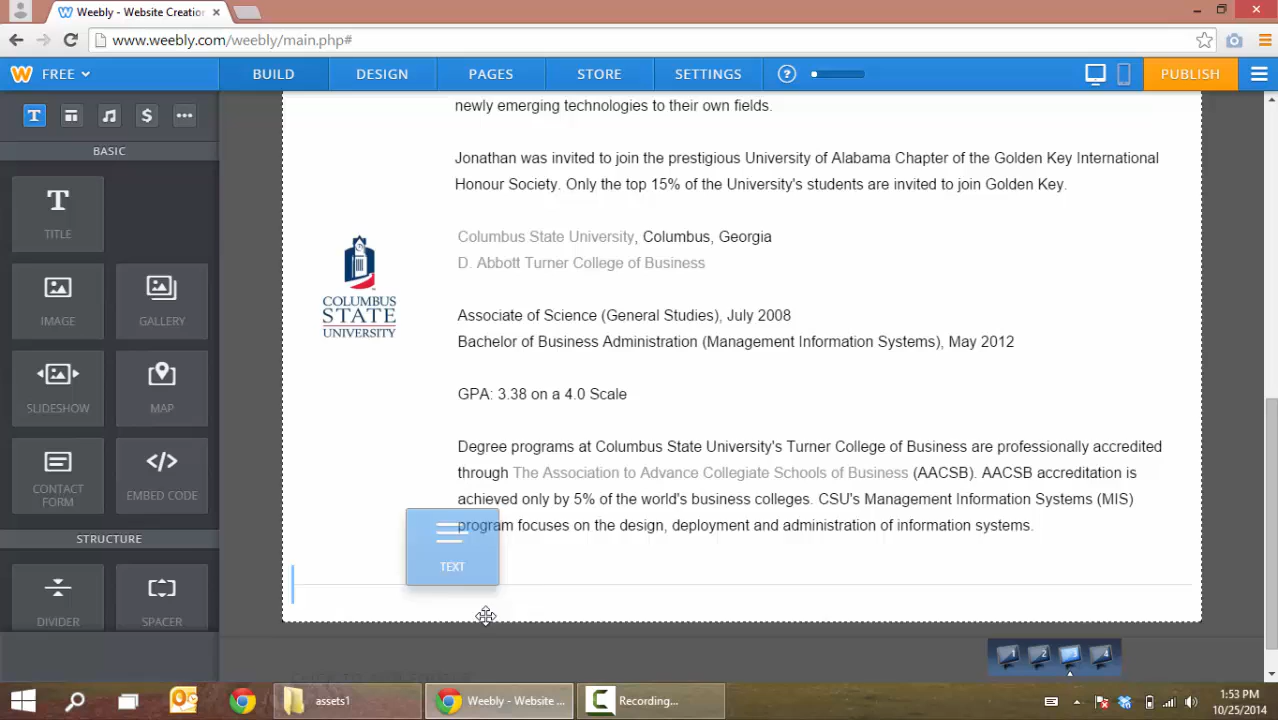 Weebly - Website Creation
www.weebly.com/weebly/main.php#
FREE
BUILD
DESIGN
PAGES
STORE
SETTINGS
?
PUBLISH
T
$
BASIC
T
TITLE
IMAGE
GALLERY
SLIDESHOW
MAP
CONTACT
FORM
</>
EMBED CODE
STRUCTURE
DIVIDER
SPACER
newly emerging technologies to their own fields.
Jonathan was invited to join the prestigious University of Alabama Chapter of the Golden Key International
Honour Society. Only the top 15% of the University's students are invited to join Golden Key.
Columbus State University, Columbus, Georgia
D. Abbott Turner College of Business
COLUMBUS
STATE
UNIVERSITY
Associate of Science (General Studies), July 2008
Bachelor of Business Administration (Management Information Systems), May 2012
GPA: 3.38 on a 4.0 Scale
Degree programs at Columbus State University's Turner College of Business are professionally accredited
through The Association to Advance Collegiate Schools of Business (AACSB). AACSB accreditation is
achieved only by 5% of the world's business colleges. CSU's Management Information Systems (MIS)
program focuses on the design, deployment and administration of information systems.
TEXT
1 2 3 4
assets1
Weebly - Website ...
Recording...
1:53 PM
10/25/2014